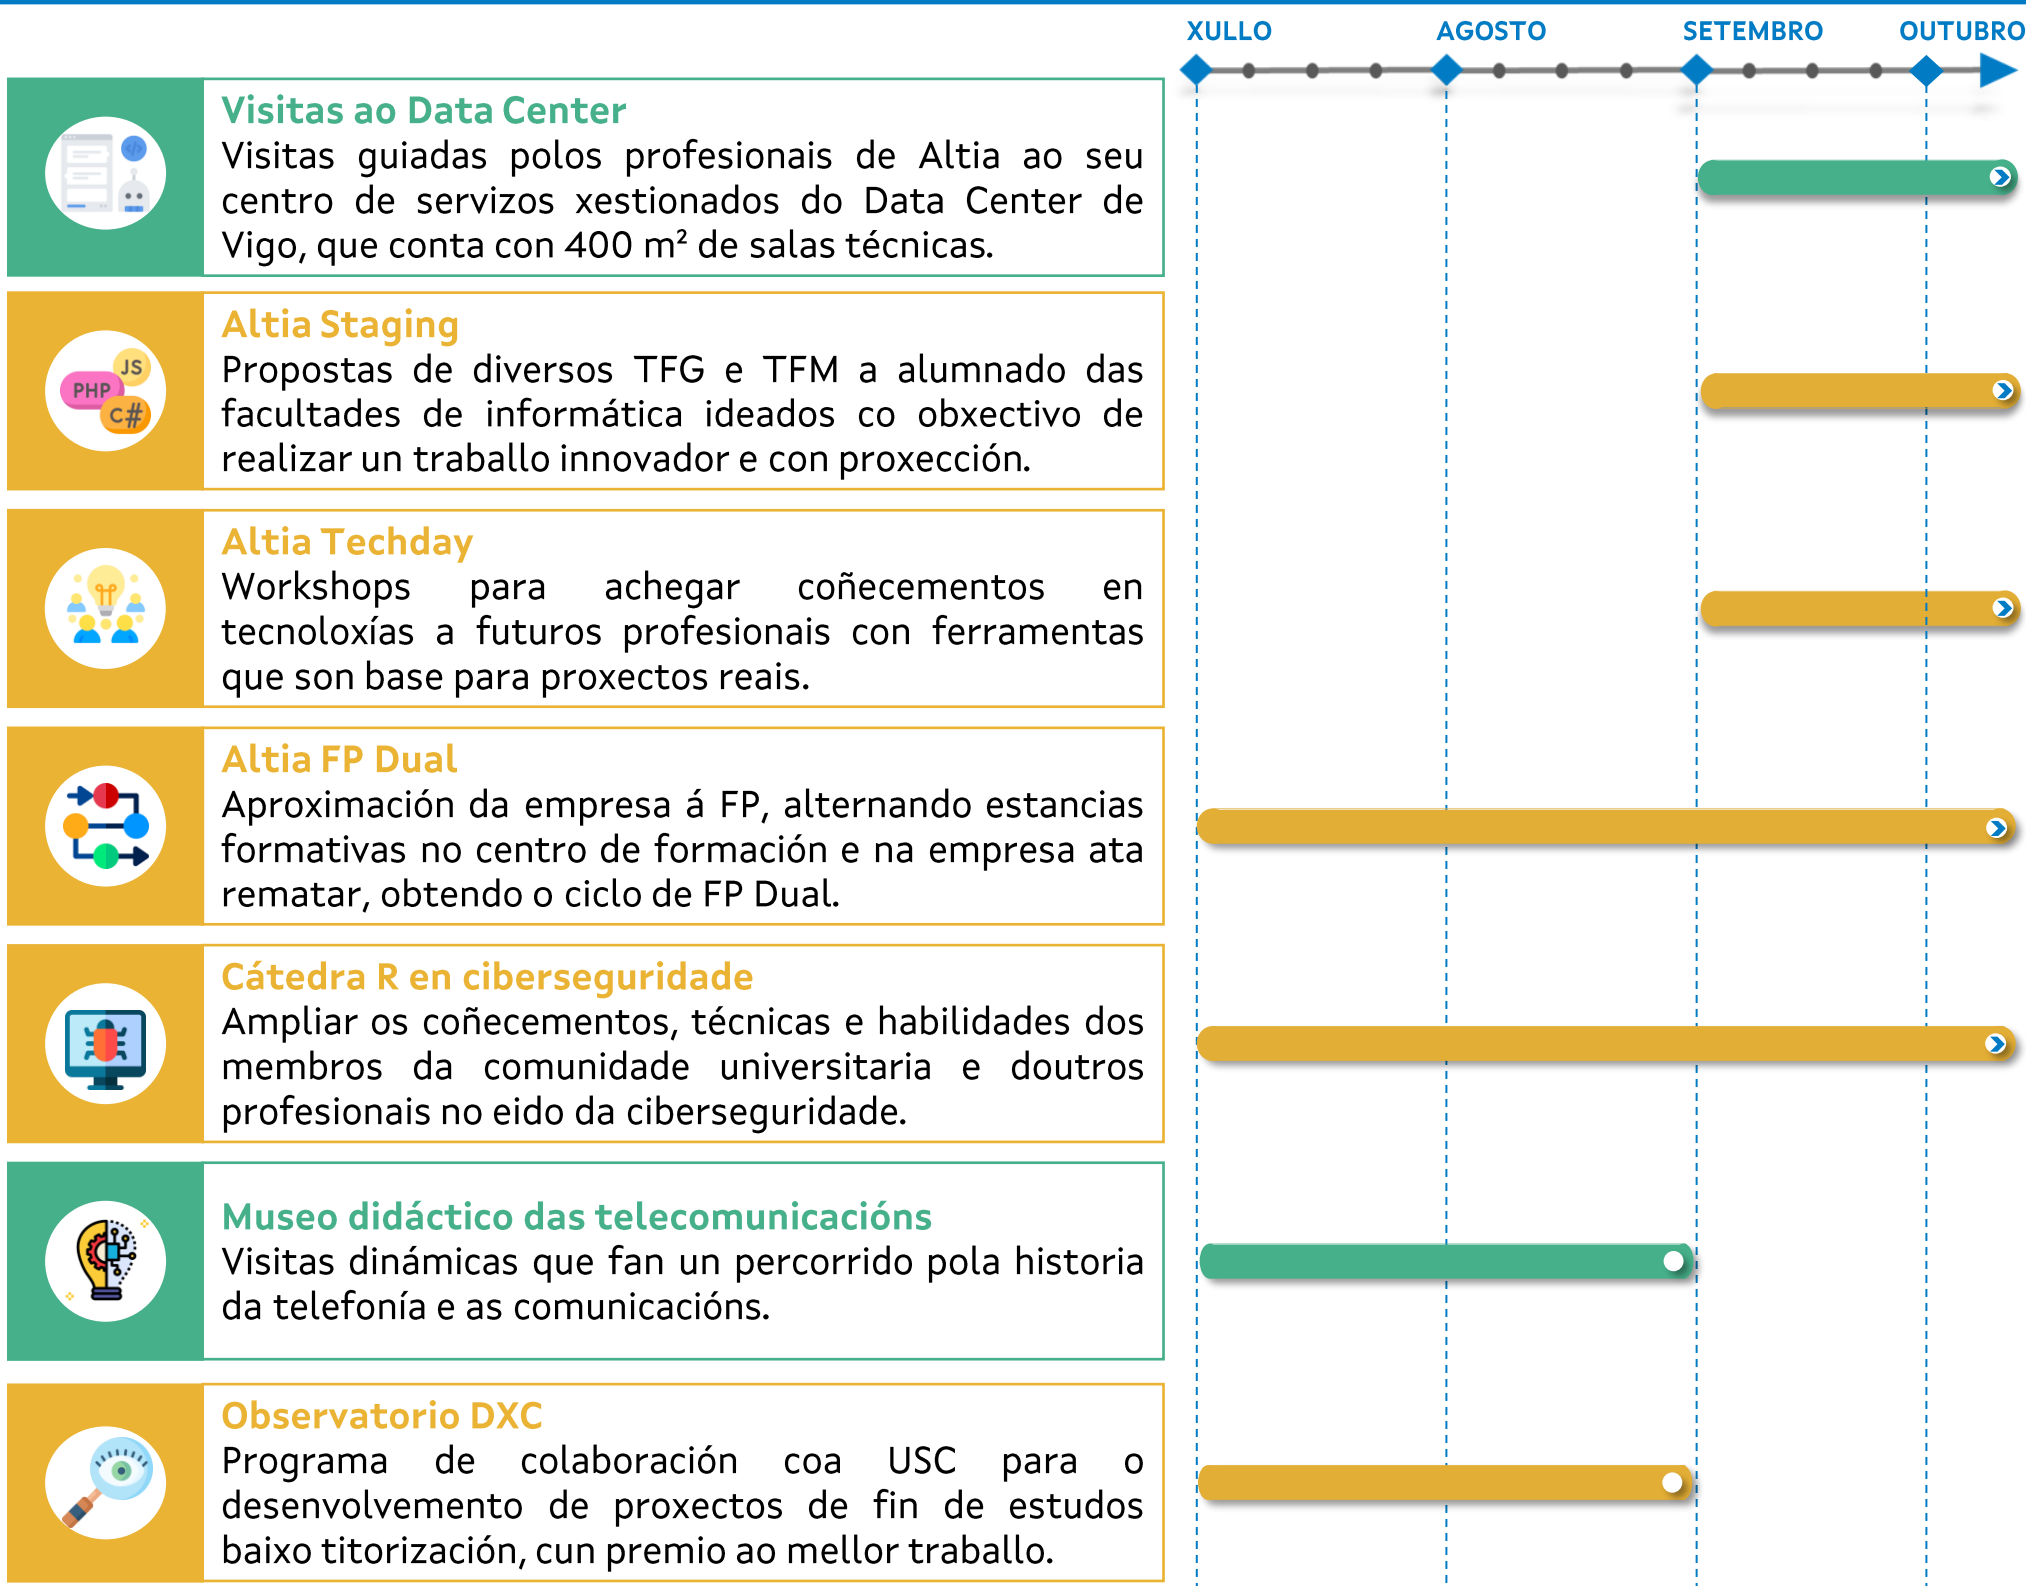 XULLO AGOSTO SETEMBRO OUTUBRO
Visitas ao Data Center
Visitas guiadas polos profesionais de Altia ao seu
centro de servizos xestionados do Data Center de
Vigo, que conta con 400 m² de salas técnicas.
Altia Staging
JS
PHP
C#
Propostas de diversos TFG e TFM a alumnado das
facultades de informática ideados co obxectivo de
realizar un traballo innovador e con proxección.
Altia Techday
Workshops para achegar coñecementos en
tecnoloxías a futuros profesionais con ferramentas
que son base para proxectos reais.
Altia FP Dual
Aproximación da empresa á FP, alternando estancias
formativas no centro de formación e na empresa ata
rematar, obtendo o ciclo de FP Dual.
Cátedra R en ciberseguridade
Ampliar os coñecementos, técnicas e habilidades dos
membros da comunidade universitaria e doutros
profesionais no eido da ciberseguridade.
Museo didáctico das telecomunicacións
Visitas dinámicas que fan un percorrido pola historia
da telefonía e as comunicacións.
Observatorio DXC
Programa de colaboración coa USC para o
desenvolvemento de proxectos de fin de estudos
baixo titorización, cun premio ao mellor traballo.